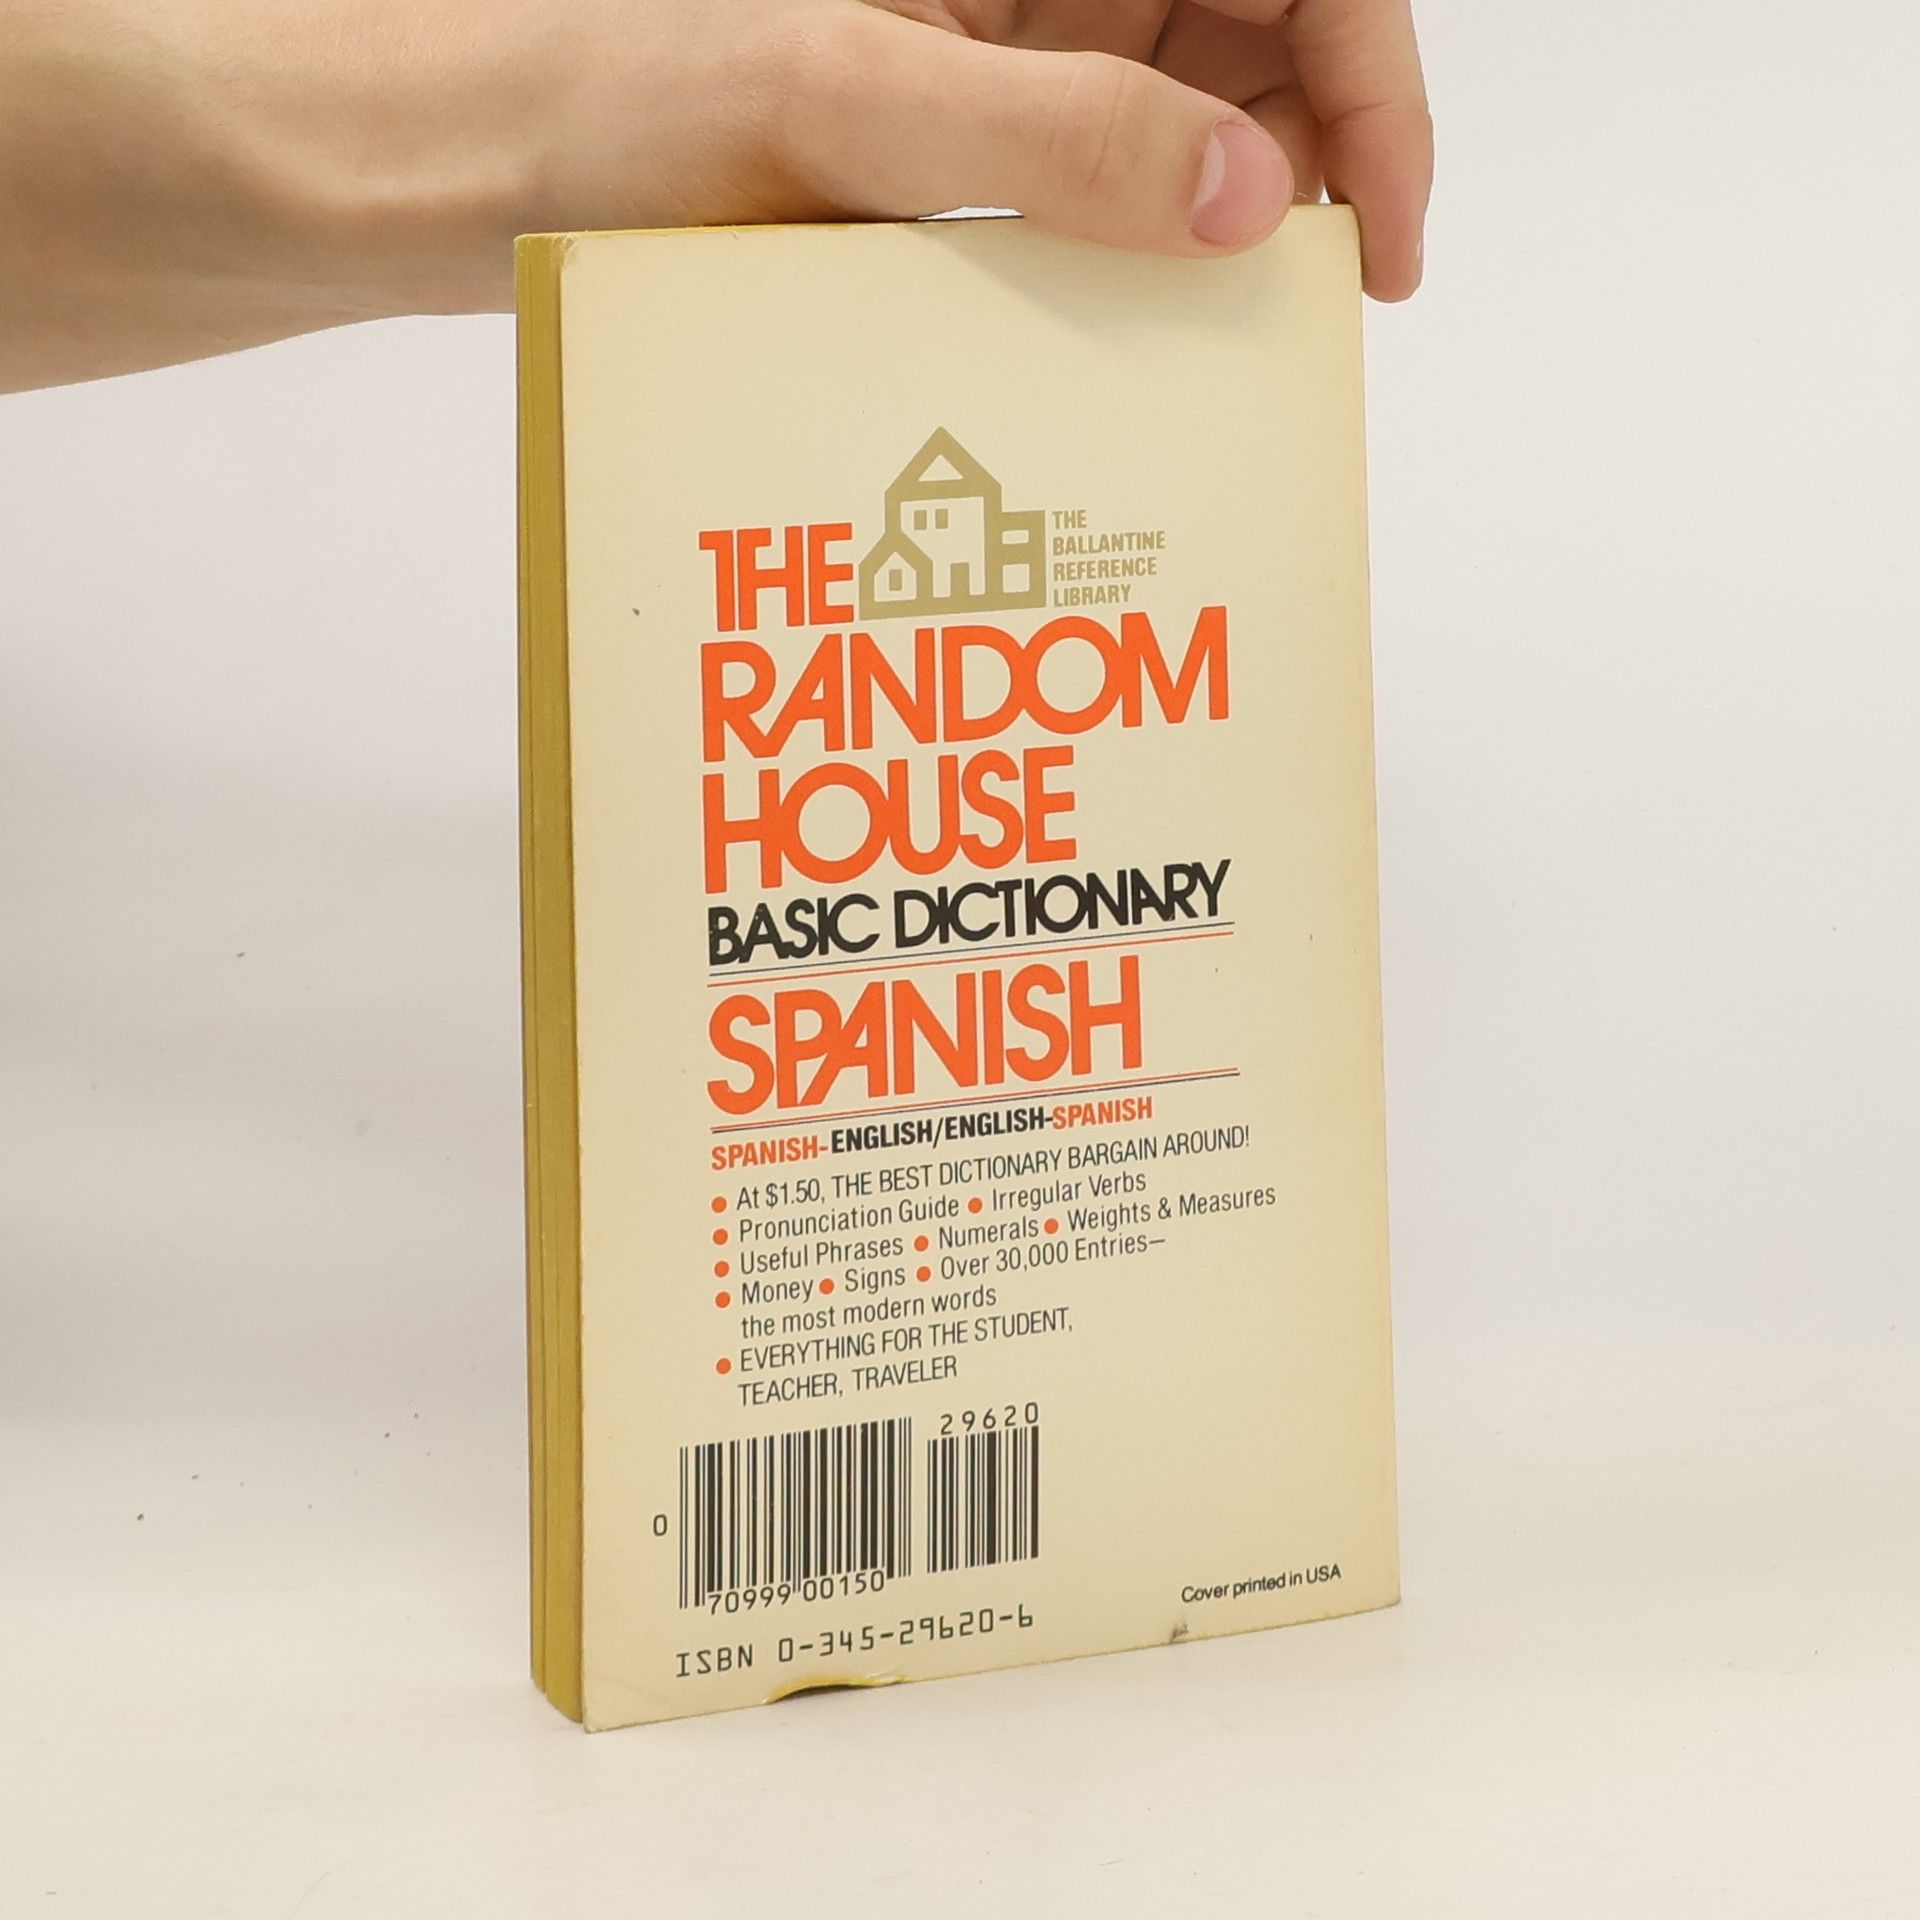 THE
THE
BALLANTINE
REFERENCE
LIBRARY
RANDOM
HOUSE
BASIC DICTIONARY
SPANISH
SPANISH-ENGLISH/ENGLISH-SPANISH
● At $1.50, THE BEST DICTIONARY BARGAIN AROUND!
● Pronunciation Guide ● Irregular Verbs
● Useful Phrases ● Numerals ● Weights & Measures
● Money ● Signs ● Over 30,000 Entries—
the most modern words
● EVERYTHING FOR THE STUDENT,
TEACHER, TRAVELER
29620
0
70999 00150
ISBN 0-345-29620-6
Cover printed in USA